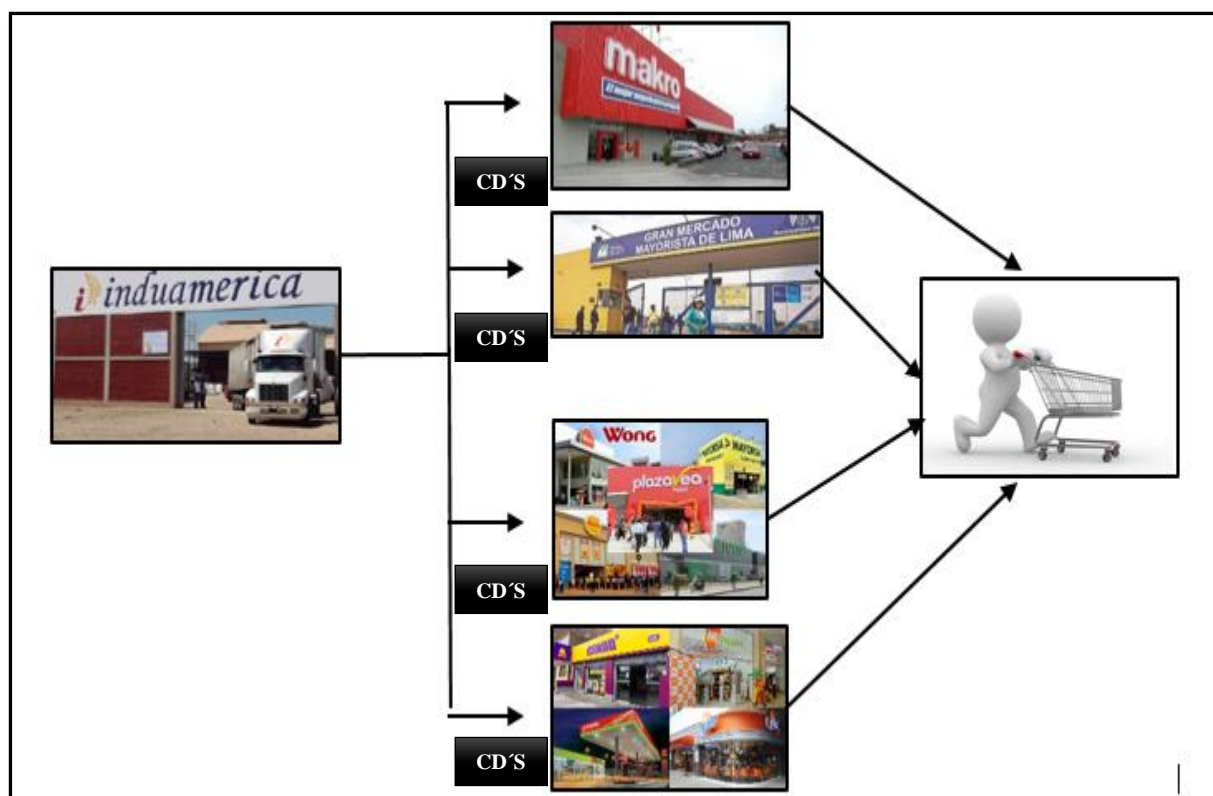 makro
CD´S
GRAN MERCADO
MAYORISTA DE LIMA
induamerica
CD´S
WONG
plazaVea
CD´S
CD´S